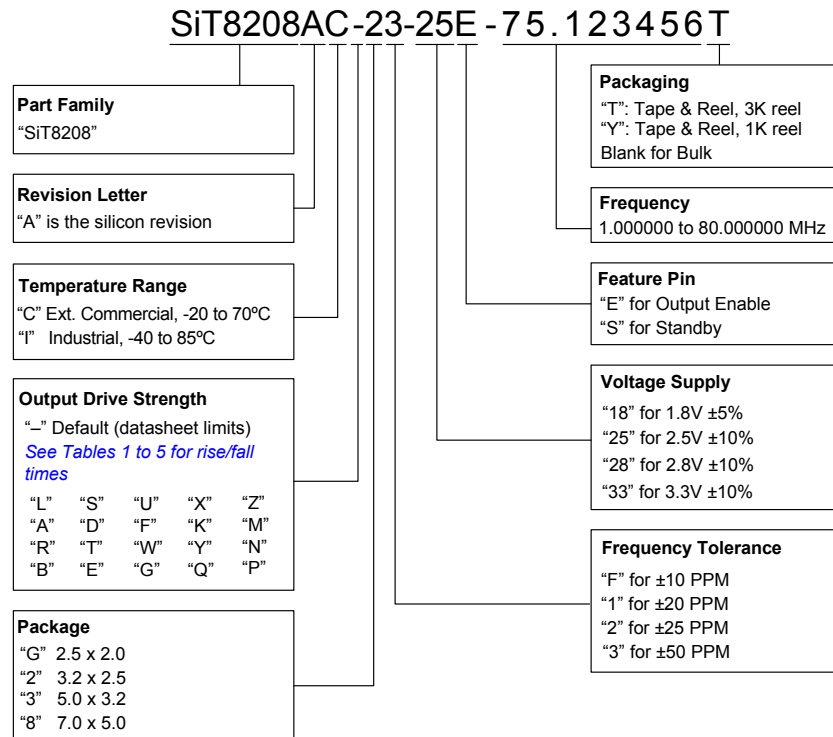 SiT8208AC-23-25E-75.123456T
Part Family
“SiT8208”
Revision Letter
“A” is the silicon revision
Temperature Range
“C” Ext. Commercial, -20 to 70ºC
“I” Industrial, -40 to 85ºC
Output Drive Strength
“–” Default (datasheet limits)
See Tables 1 to 5 for rise/fall
times
“L” “S” “U” “X” “Z”
“A” “D” “F” “K” “M”
“R” “T” “W” “Y” “N”
“B” “E” “G” “Q” “P”
Package
“G” 2.5 x 2.0
“2” 3.2 x 2.5
“3” 5.0 x 3.2
“8” 7.0 x 5.0
Packaging
“T”: Tape & Reel, 3K reel
“Y”: Tape & Reel, 1K reel
Blank for Bulk
Frequency
1.000000 to 80.000000 MHz
Feature Pin
“E” for Output Enable
“S” for Standby
Voltage Supply
“18” for 1.8V ±5%
“25” for 2.5V ±10%
“28” for 2.8V ±10%
“33” for 3.3V ±10%
Frequency Tolerance
“F” for ±10 PPM
“1” for ±20 PPM
“2” for ±25 PPM
“3” for ±50 PPM